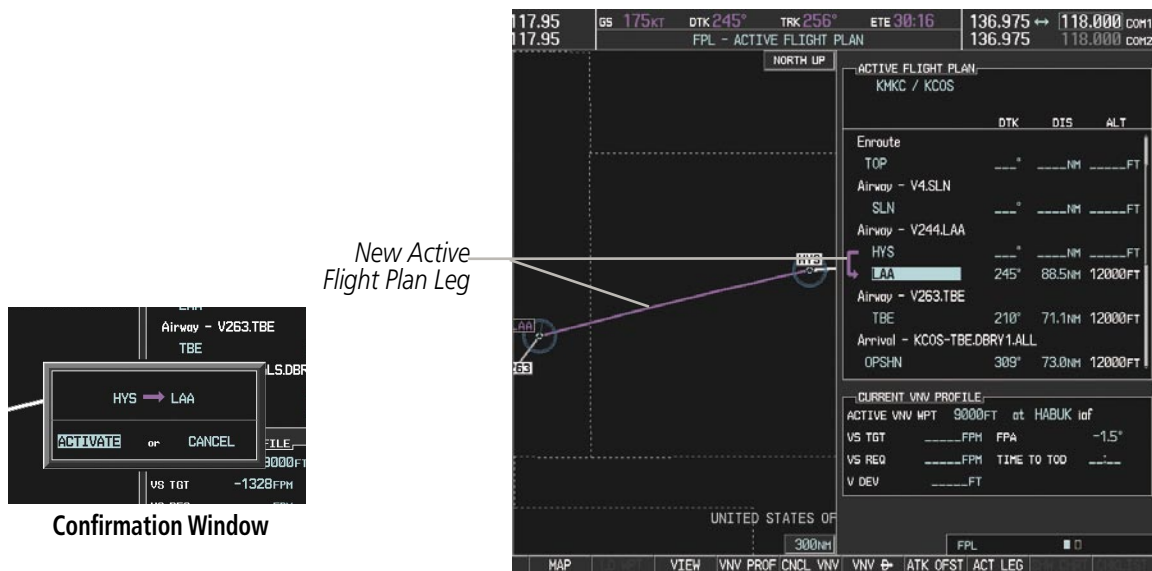 117.95 GS 175KT DTK 245° TRK 256° ETE 30:16 136.975 ↔ 118.000 COM1
117.95 FPL - ACTIVE FLIGHT PLAN 136.975 118.000 COM2
NORTH UP
ACTIVE FLIGHT PLAN
KMKC / KCOS
DTK DIS ALT
Enroute
TOP ___° ____NM _____FT
Airway - V4.SLN
SLN ___° ____NM _____FT
Airway - V244.LAA
HYS ___° ____NM _____FT
LAA 245° 88.5NM 12000FT
Airway - V263.TBE
TBE 210° 71.1NM 12000FT
Arrival - KCOS-TBE.DBRY1.ALL
OPSHN 309° 73.0NM 12000FT
CURRENT VNV PROFILE
ACTIVE VNV WPT 9000FT at HABUK iaf
VS TGT _____FPM FPA -1.5°
VS REQ _____FPM TIME TO TOD __:__
V DEV _____FT
HYS
LAA
263
UNITED STATES OF
300NM
FPL
MAP VIEW VNV PROF CNCL VNV VNV D→ ATK OFST ACT LEG
New Active
Flight Plan Leg
LAA
Airway - V263.TBE
TBE
LS.DBR
HYS → LAA
ACTIVATE or CANCEL
FILE
9000FT
VS TGT -1328FPM
Confirmation Window